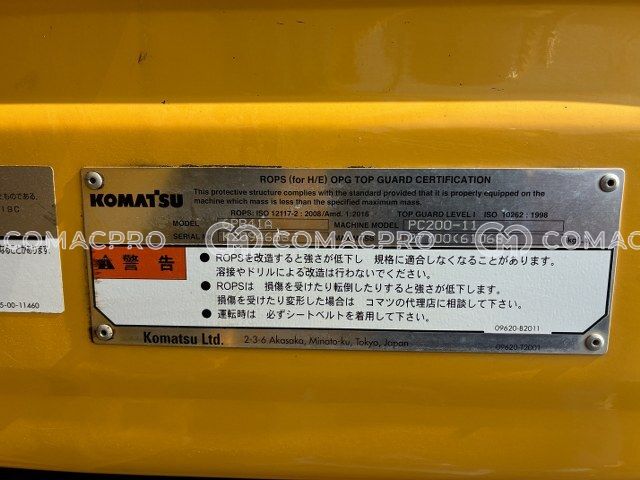 ROPS (for H/E) OPG TOP GUARD CERTIFICATION
KOMATSU
This protective structure complies with the standard provided that it is properly equipped on the
machine which mass is less than the specified maximum mass.
ROPS: ISO 12117-2 : 2008/Amd. 1:2016 TOP GUARD LEVEL I ISO 10262 : 1998
MODEL MACHINE MODEL PC200-11
SERIAL kg
COMACPRO COMACPRO COMACPRO
警告
● ROPSを改造すると強さが低下し 規格に適合しなくなることがあります。
溶接やドリルによる改造は行わないでください。
● ROPSは 損傷を受けたり転倒したりすると強さが低下します。
損傷を受けたり変形した場合は コマツの代理店に相談して下さい。
● 運転時は 必ずシートベルトを着用して下さい。
09620-B2011
Komatsu Ltd. 2-3-6 Akasaka, Minato-ku, Tokyo, Japan
09620-T2001
COMACPRO COMACPRO COMACPRO